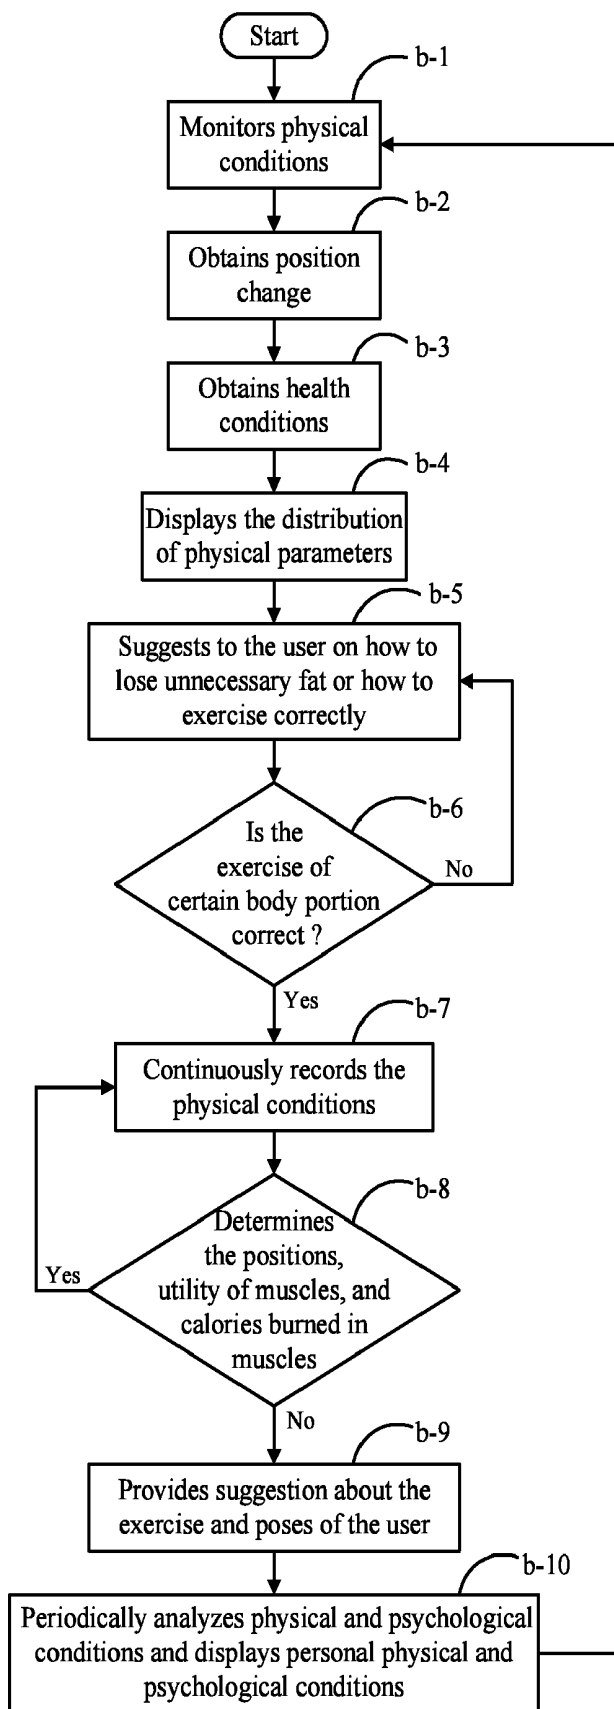 Start
b-1
Monitors physical
conditions
b-2
Obtains position
change
b-3
Obtains health
conditions
b-4
Displays the distribution
of physical parameters
b-5
Suggests to the user on how to
lose unnecessary fat or how to
exercise correctly
b-6
Is the
exercise of
certain body portion
correct ?
No
Yes
b-7
Continuously records the
physical conditions
b-8
Determines
the positions,
utility of muscles, and
calories burned in
muscles
Yes
No
b-9
Provides suggestion about the
exercise and poses of the user
b-10
Periodically analyzes physical and psychological
conditions and displays personal physical and
psychological conditions